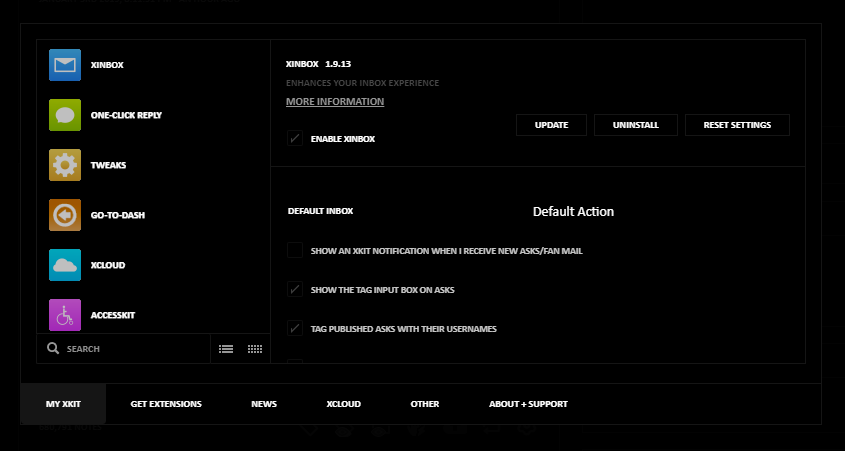 XINBOX
ONE-CLICK REPLY
TWEAKS
GO-TO-DASH
XCLOUD
ACCESSKIT
SEARCH
XINBOX 1.9.13
ENHANCES YOUR INBOX EXPERIENCE
MORE INFORMATION
ENABLE XINBOX
UPDATE UNINSTALL RESET SETTINGS
DEFAULT INBOX Default Action
SHOW AN XKIT NOTIFICATION WHEN I RECEIVE NEW ASKS/FAN MAIL
SHOW THE TAG INPUT BOX ON ASKS
TAG PUBLISHED ASKS WITH THEIR USERNAMES
MY XKIT GET EXTENSIONS NEWS XCLOUD OTHER ABOUT + SUPPORT